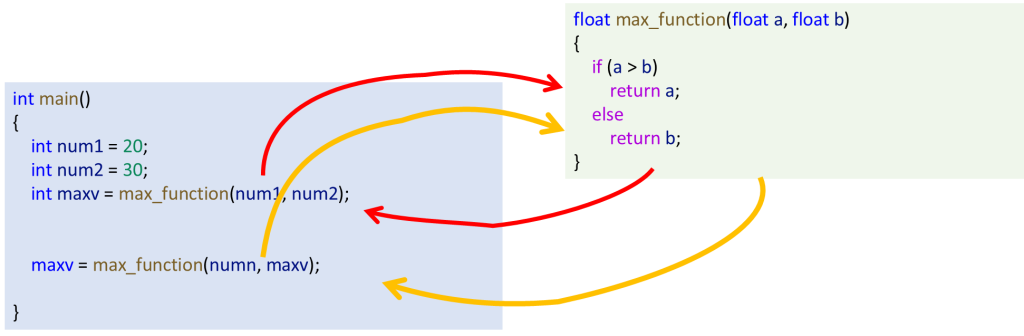 float max_function(float a, float b)
{
if (a > b)
return a;
else
return b;
}
int main()
{
int num1 = 20;
int num2 = 30;
int maxv = max_function(num1, num2);
maxv = max_function(numn, maxv);
}